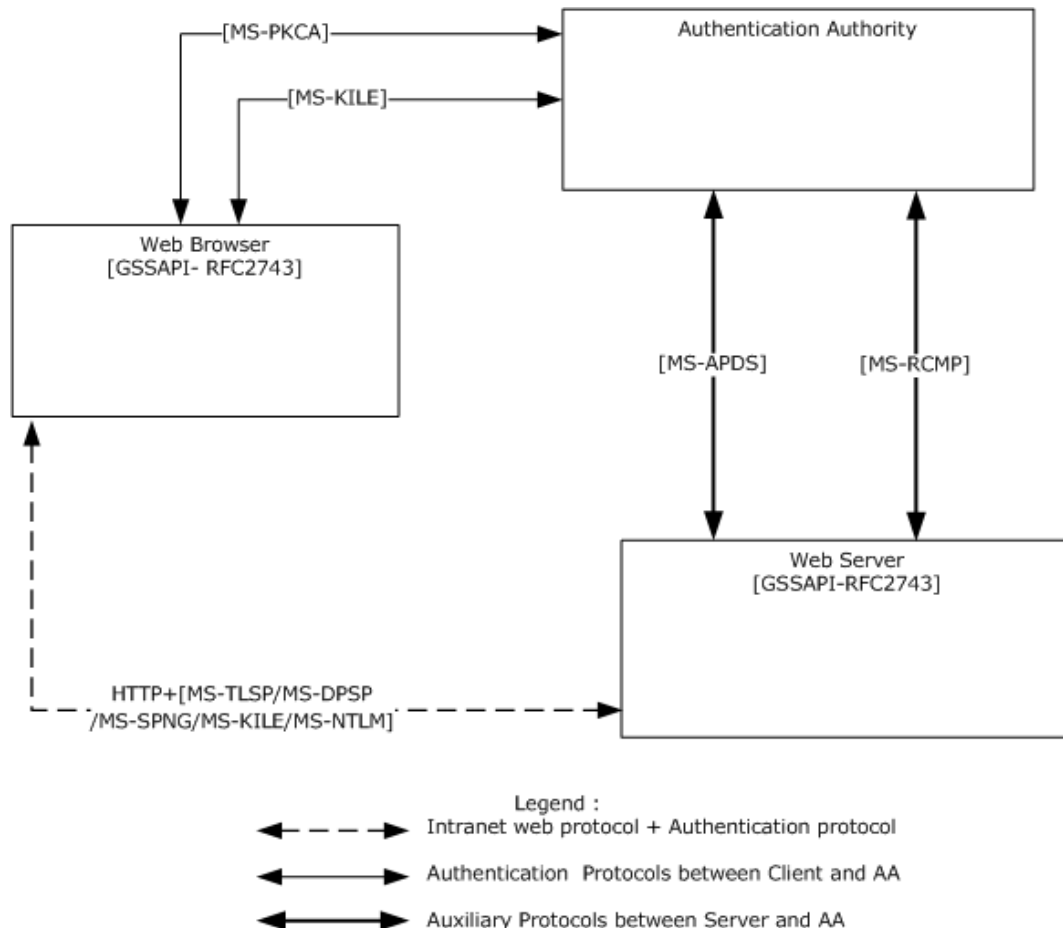 [MS-PKCA]
Authentication Authority
[MS-KILE]
Web Browser
[GSSAPI- RFC2743]
[MS-APDS]
[MS-RCMP]
Web Server
[GSSAPI-RFC2743]
HTTP+[MS-TLSP/MS-DPSP
/MS-SPNG/MS-KILE/MS-NTLM]
Legend :
Intranet web protocol + Authentication protocol
Authentication Protocols between Client and AA
Auxiliary Protocols between Server and AA